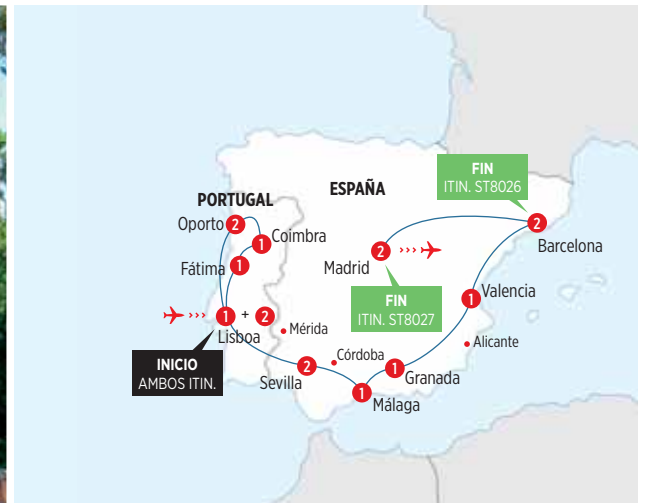 FIN
ITIN. ST8026
ESPAÑA
PORTUGAL
Oporto 2
1 Coimbra
2 Barcelona
Fátima 1
Madrid 2
FIN
ITIN. ST8027
1 Valencia
1 + 2
Lisboa
Mérida
Alicante
Córdoba
INICIO
AMBOS ITIN.
2
Sevilla
1 Granada
1
Málaga